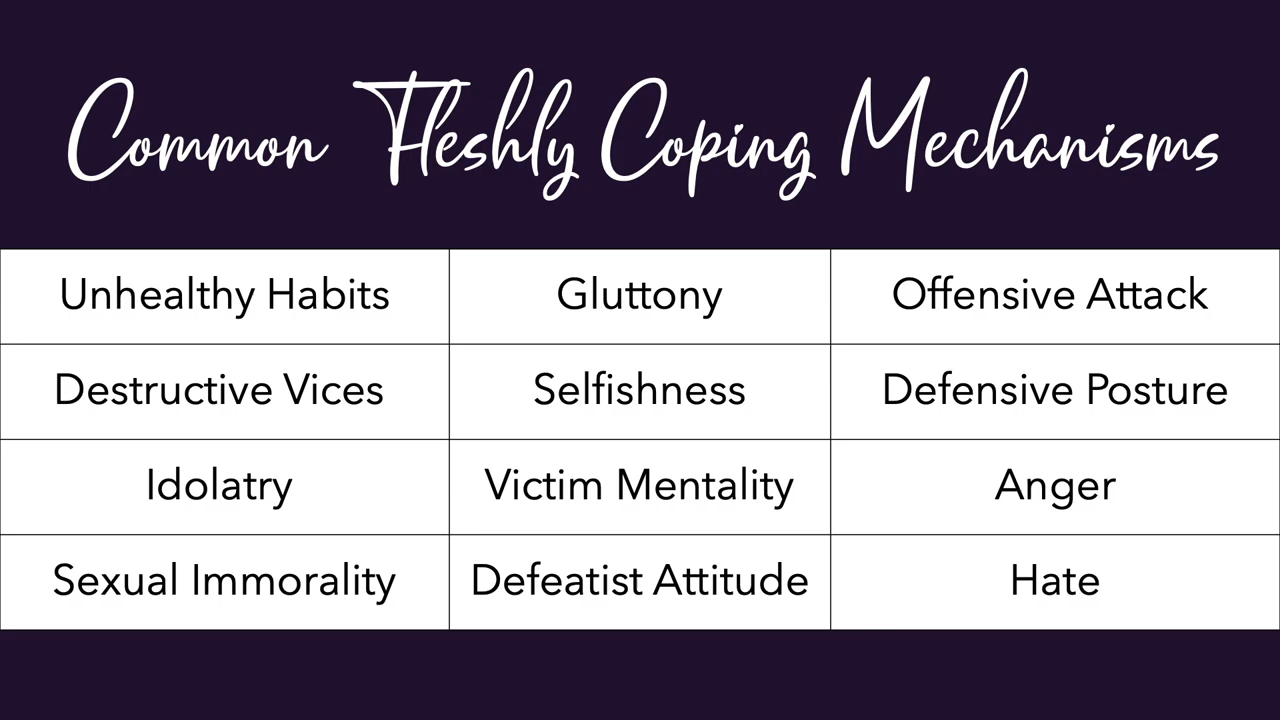 Common Fleshly Coping Mechanisms
Unhealthy Habits Gluttony Offensive Attack
Destructive Vices Selfishness Defensive Posture
Idolatry Victim Mentality Anger
Sexual Immorality Defeatist Attitude Hate